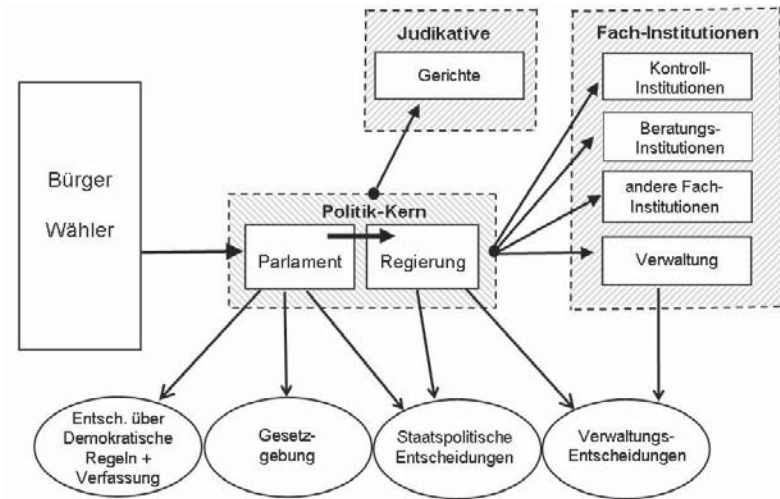 Judikative
Gerichte
Fach-Institutionen
Kontroll-
Institutionen
Beratungs-
Institutionen
andere Fach-
Institutionen
Verwaltung
Bürger
Wähler
Politik-Kern
Parlament
Regierung
Entsch. über
Demokratische
Regeln +
Verfassung
Gesetz-
gebung
Staatspolitische
Entscheidungen
Verwaltungs-
Entscheidungen